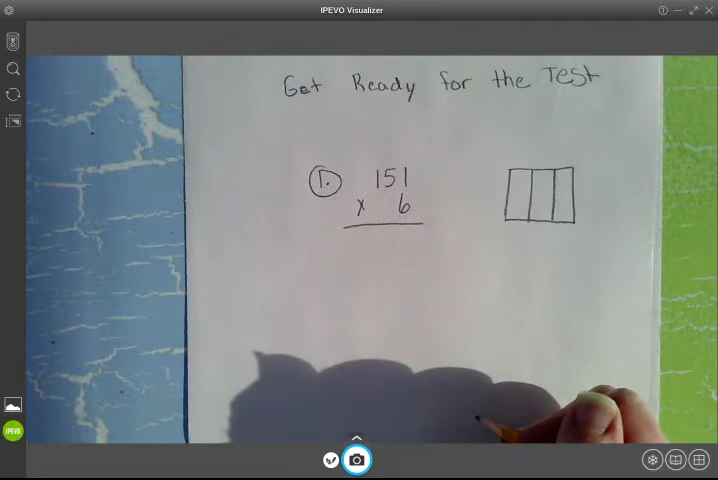 IPEVO Visualizer
Get Ready for the Test
1. 151
x 6
IPEVO